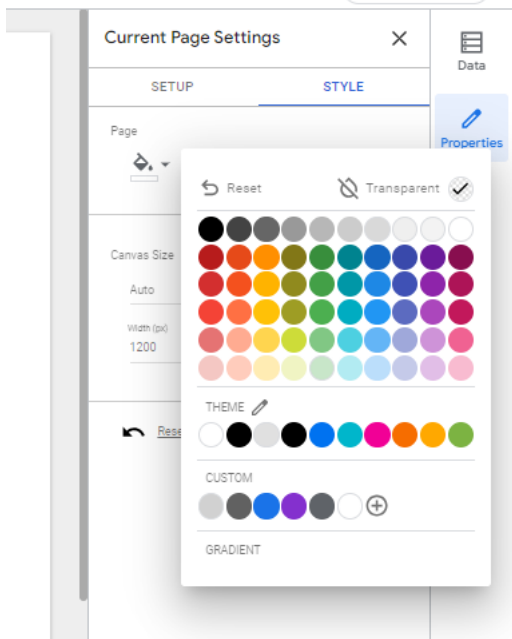 Current Page Settings
Data
SETUP
STYLE
Page
Properties
Reset
Transparent
Canvas Size
Auto
Width (px)
1200
THEME
Rese
CUSTOM
GRADIENT